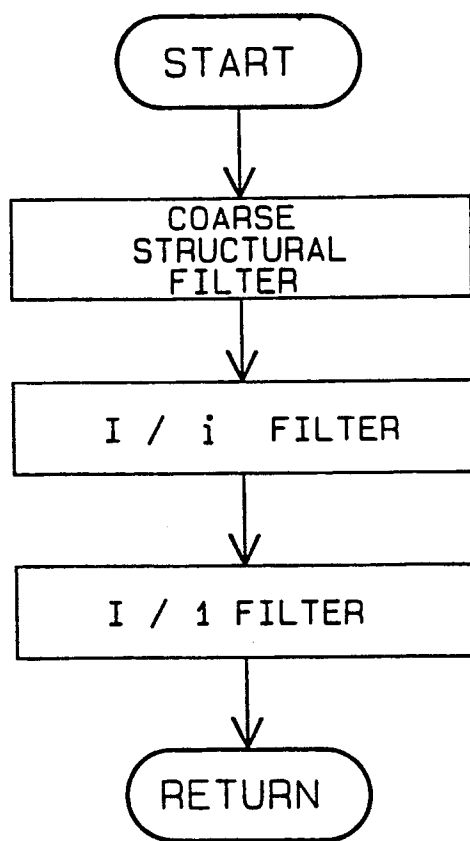 START
COARSE
STRUCTURAL
FILTER
I / i FILTER
I / 1 FILTER
RETURN